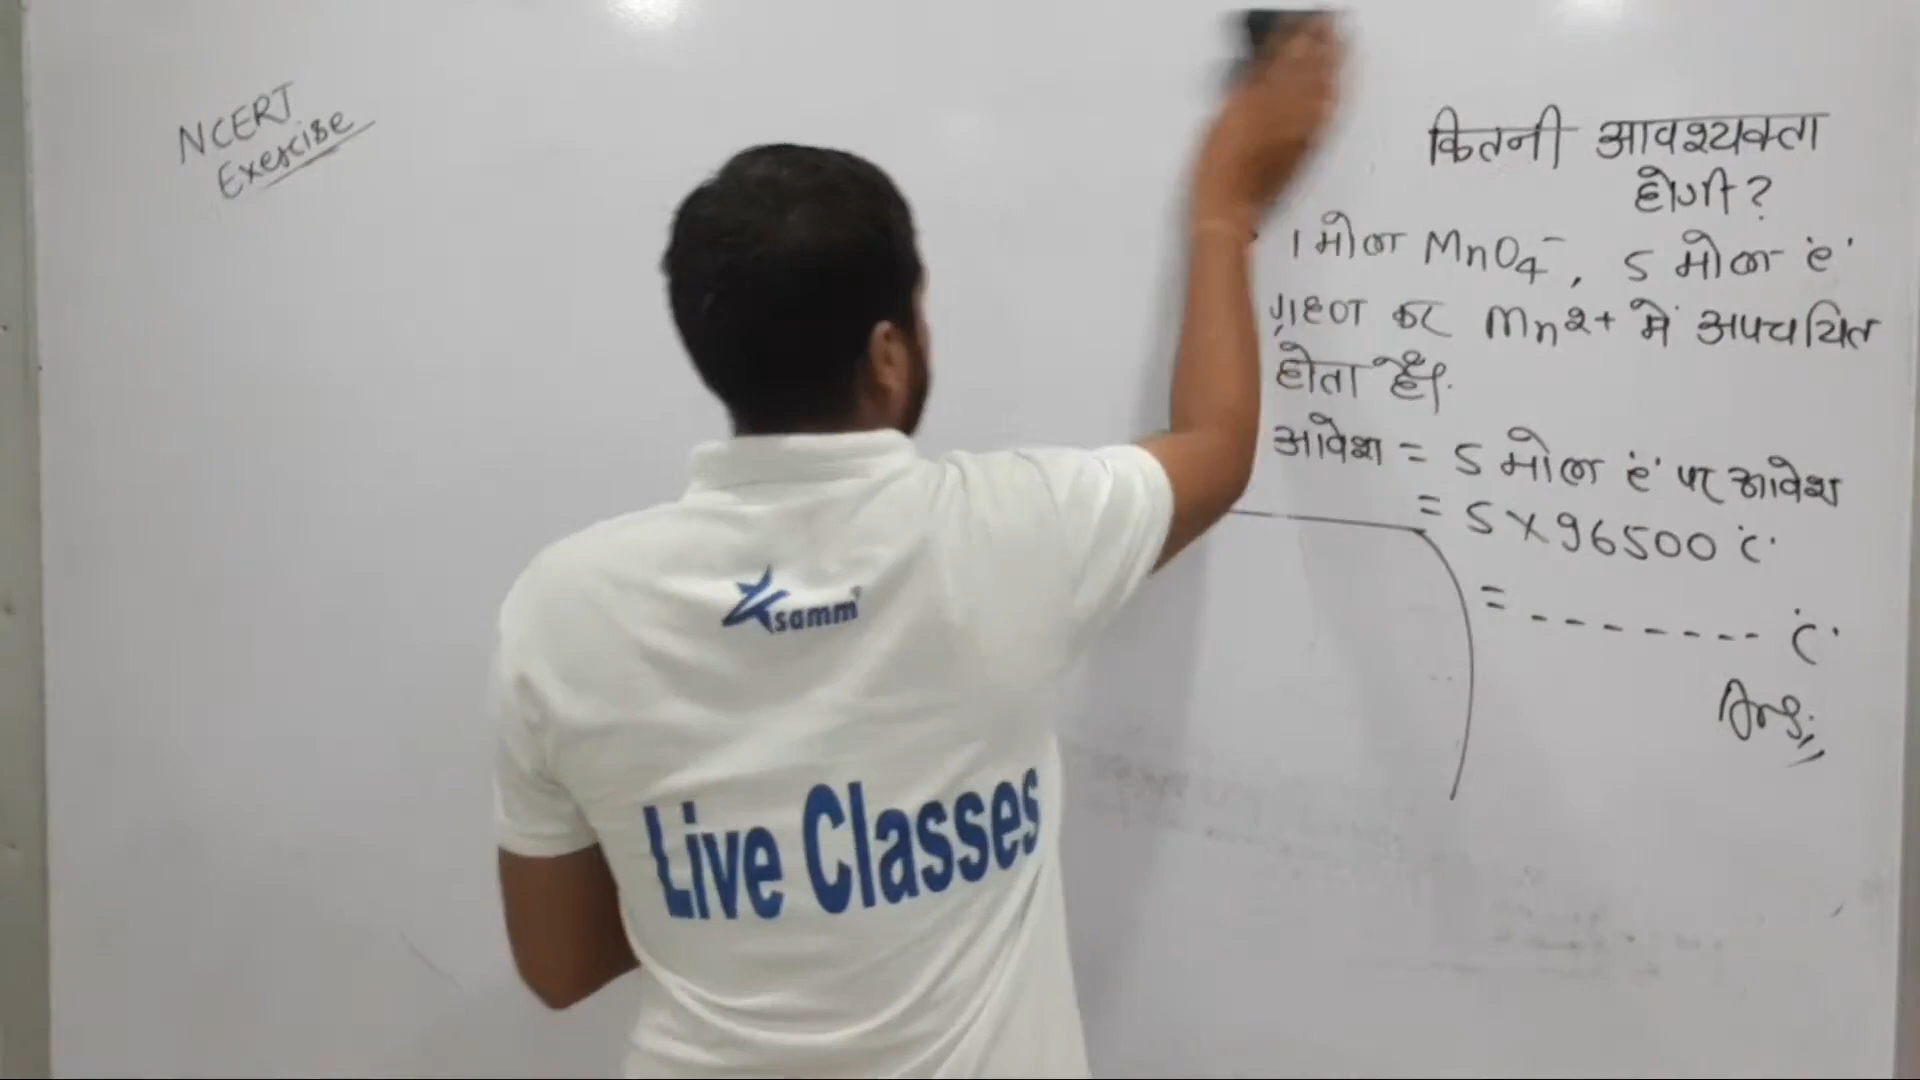 NCERT
Exercise
कितनी आवश्यक्ता
होगी?
1 मोल MnO₄⁻, 5 मोल 'e'
ग्रहण कर Mn2+ में अपचयित
होता है।
आवेश = 5 मोल 'e' पर आवेश
= 5 X 96500 'C'
= -------- 'C'
Ans.
samm
Live Classes